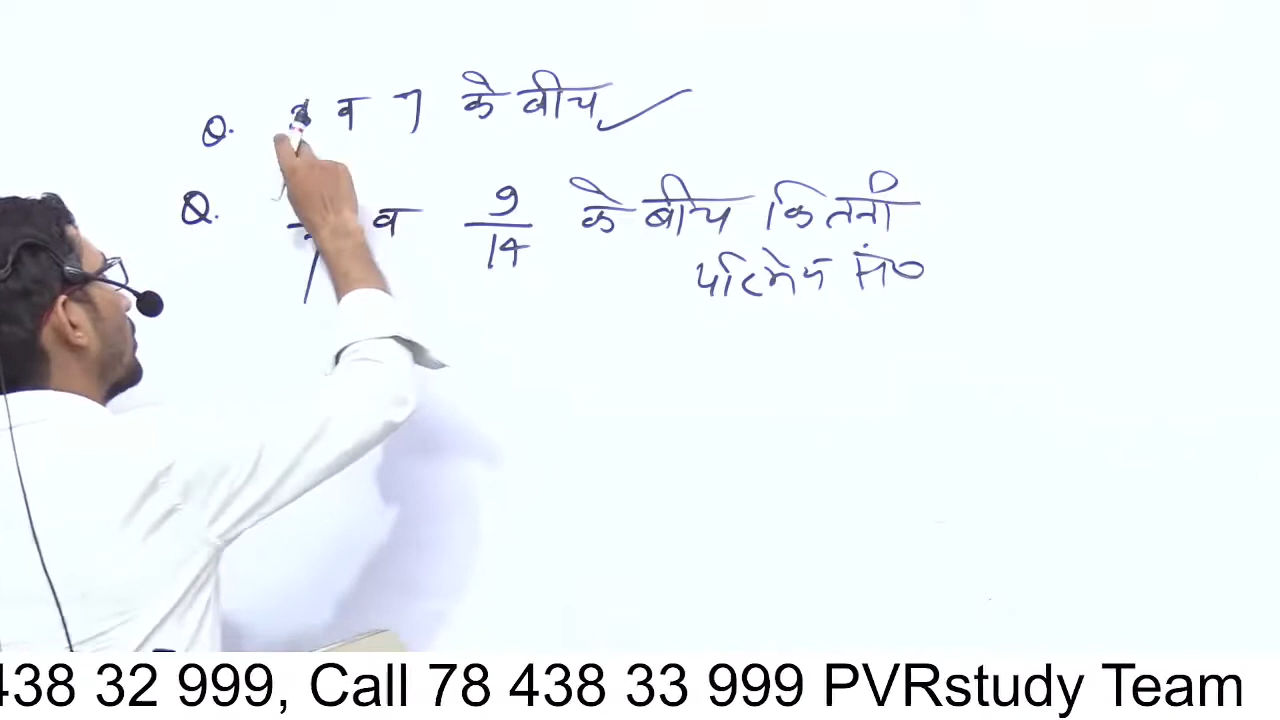 Q. व 7 के बीच
Q. व 9/14 के बीच कितनी
परिमेय सं०
438 32 999, Call 78 438 33 999 PVRstudy Team